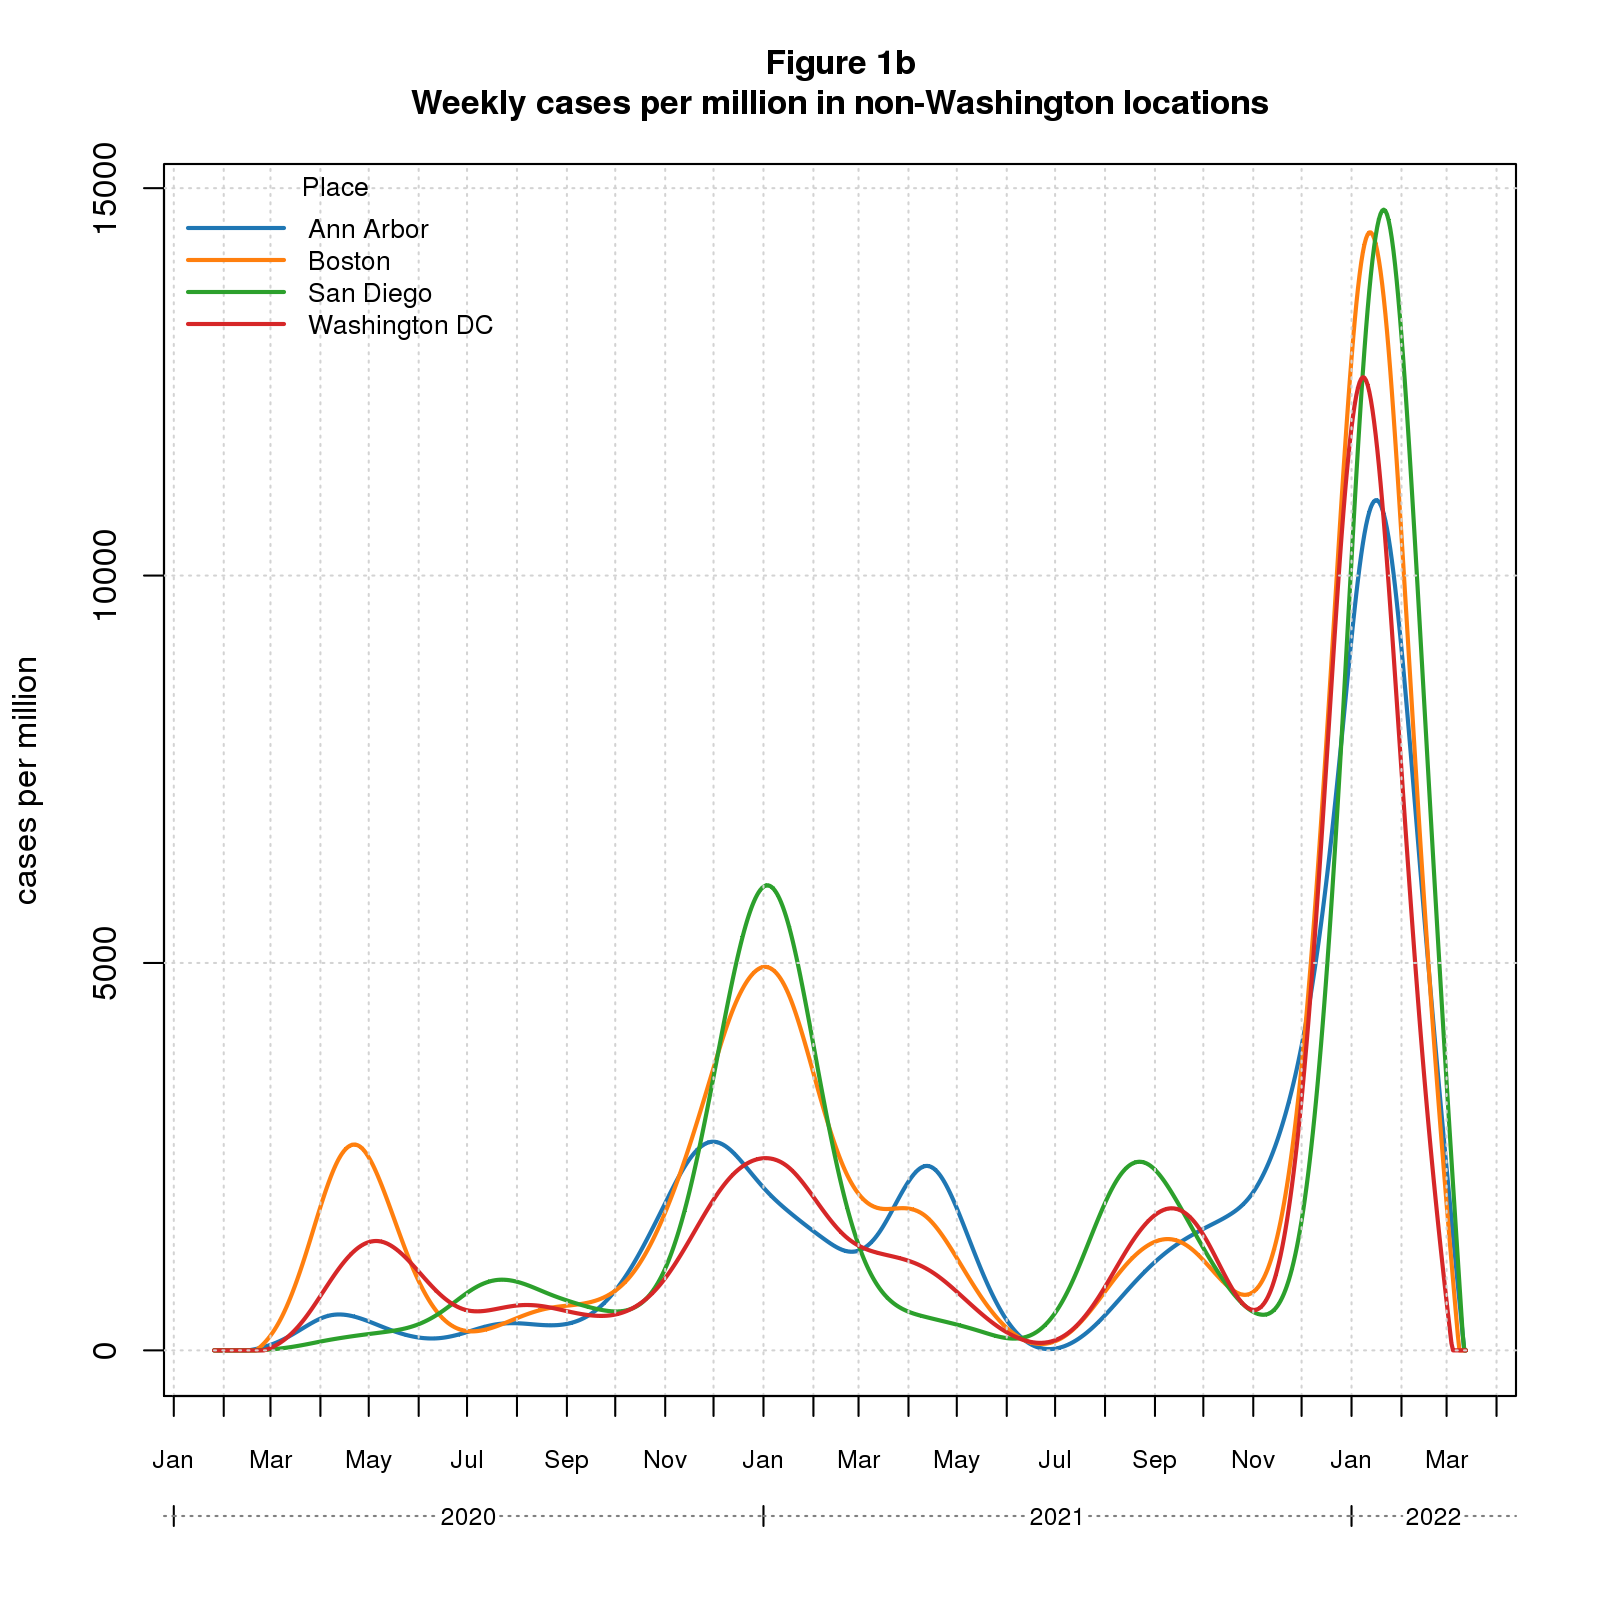 Figure 1b
Weekly cases per million in non-Washington locations
cases per million
15000
10000
5000
0
Place
Ann Arbor
Boston
San Diego
Washington DC
Jan Mar May Jul Sep Nov Jan Mar May Jul Sep Nov Jan Mar
2020 2021 2022